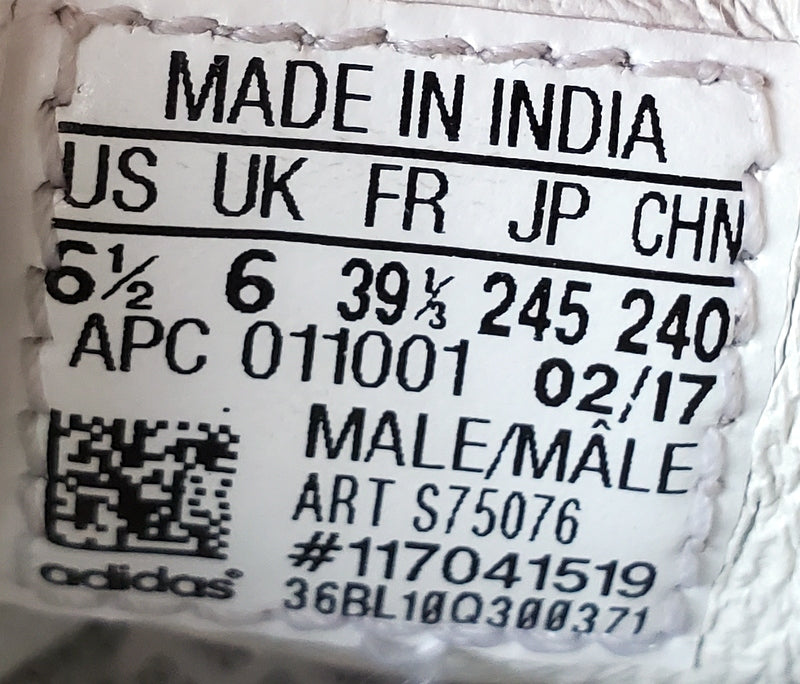 MADE IN INDIA
US UK FR JP CHN
6½ 6 39⅓ 245 240
APC 011001 02/17
MALE/MÂLE
ART S75076
#117041519
adidas®
36BL10Q300371